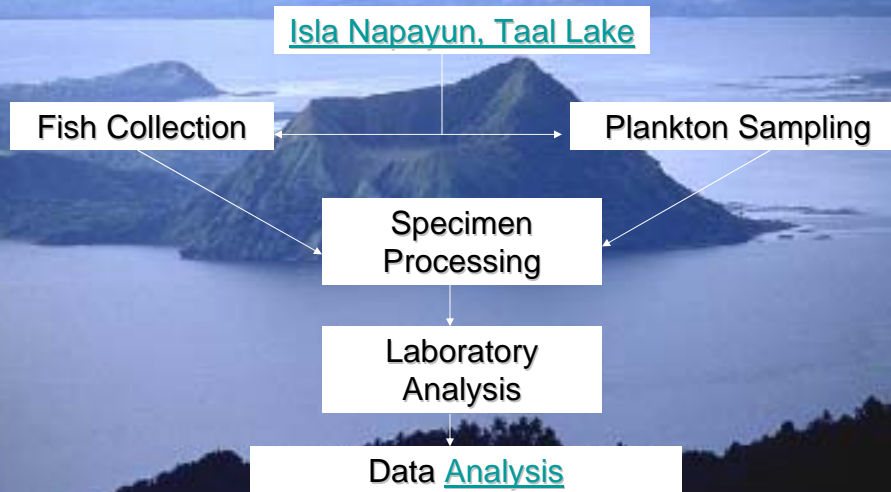 Isla Napayun, Taal Lake
Fish Collection
Plankton Sampling
Specimen
Processing
Laboratory
Analysis
Data Analysis